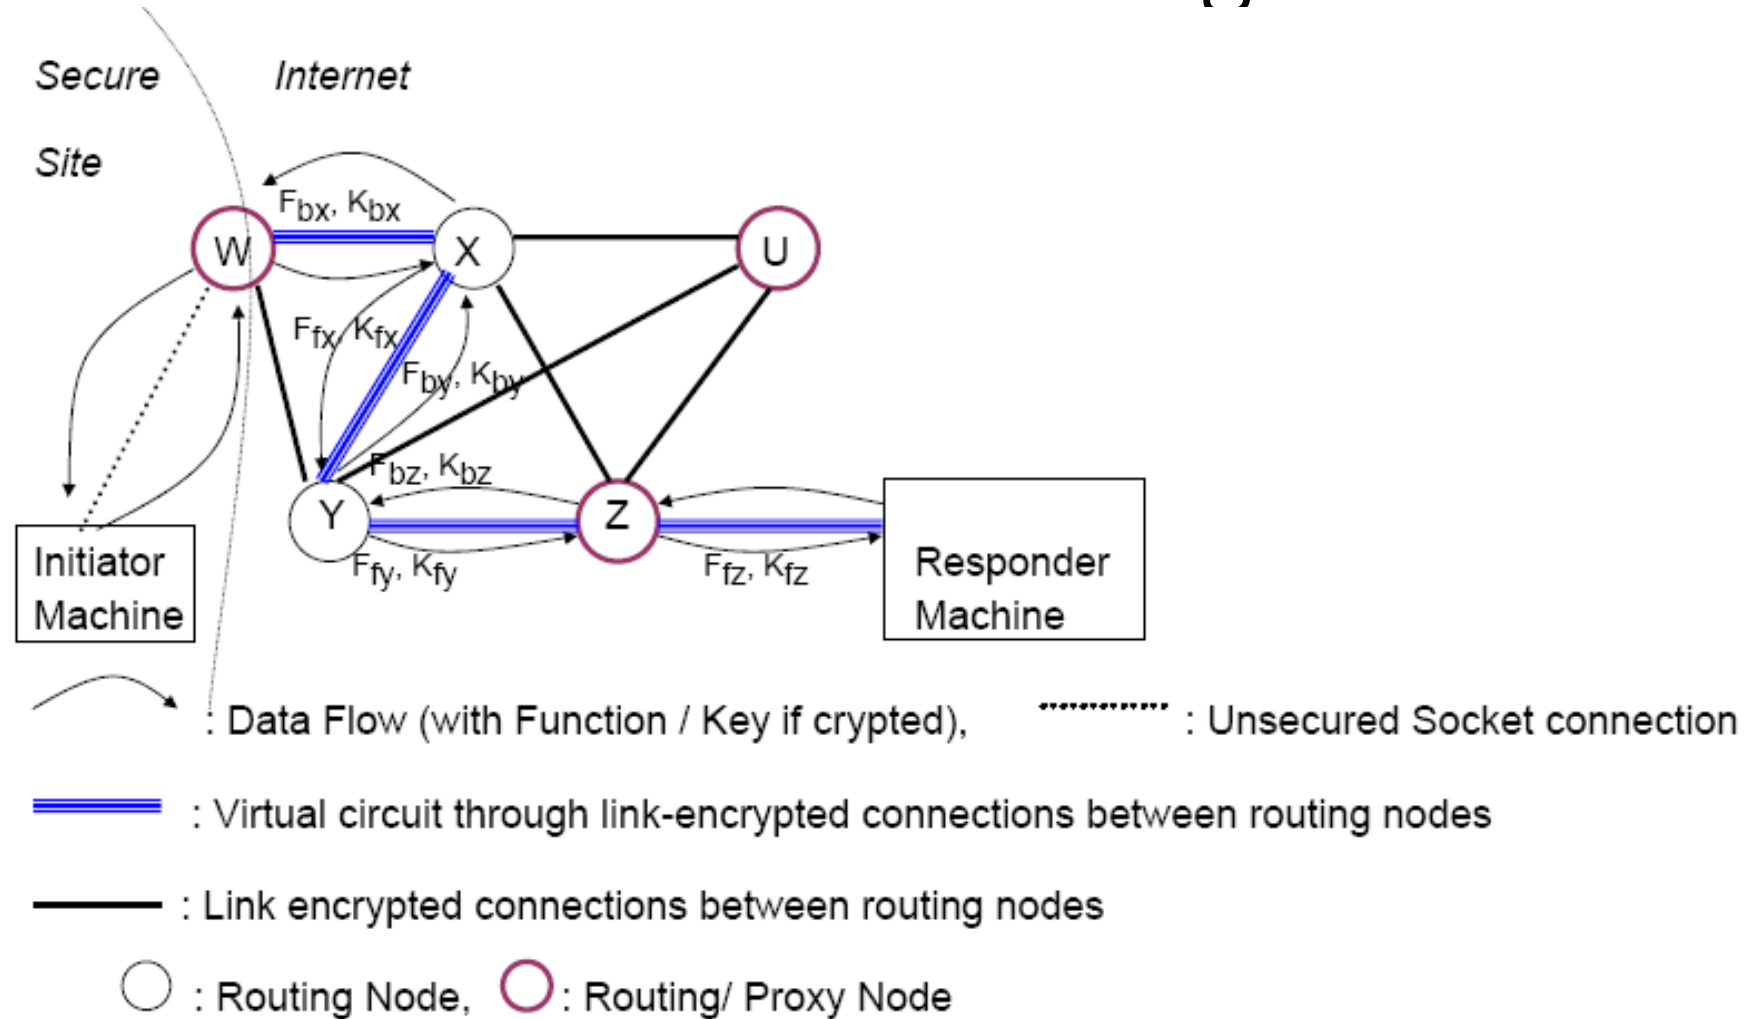 Secure
Internet
Site
Fbx, Kbx
W
X
U
Ffx, Kfx
Fby, Kby
Fbz, Kbz
Y
Z
Ffy, Kfy
Ffz, Kfz
Initiator
Machine
Responder
Machine
: Data Flow (with Function / Key if crypted),
: Unsecured Socket connection
: Virtual circuit through link-encrypted connections between routing nodes
: Link encrypted connections between routing nodes
: Routing Node,
: Routing/ Proxy Node